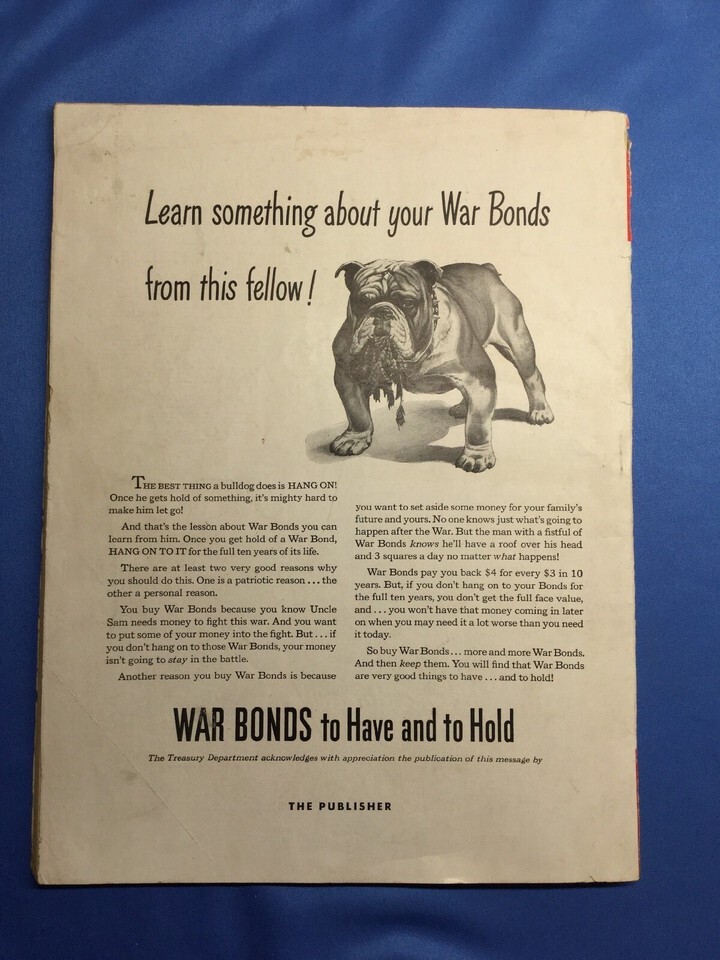 Learn something about your War Bonds
from this fellow!
THE BEST THING a bulldog does is HANG ON!
Once he gets hold of something, it's mighty hard to
make him let go!
And that's the lesson about War Bonds you can
learn from him. Once you get hold of a War Bond,
HANG ON TO IT for the full ten years of its life.
There are at least two very good reasons why
you should do this. One is a patriotic reason . . . the
other a personal reason.
You buy War Bonds because you know Uncle
Sam needs money to fight this war. And you want
to put some of your money into the fight. But . . . if
you don't hang on to those War Bonds, your money
isn't going to stay in the battle.
Another reason you buy War Bonds is because
you want to set aside some money for your family's
future and yours. No one knows just what's going to
happen after the War. But the man with a fistful of
War Bonds knows he'll have a roof over his head
and 3 squares a day no matter what happens!
War Bonds pay you back $4 for every $3 in 10
years. But, if you don't hang on to your Bonds for
the full ten years, you don't get the full face value,
and . . . you won't have that money coming in later
on when you may need it a lot worse than you need
it today.
So buy War Bonds . . . more and more War Bonds.
And then keep them. You will find that War Bonds
are very good things to have . . . and to hold!
WAR BONDS to Have and to Hold
The Treasury Department acknowledges with appreciation the publication of this message by
THE PUBLISHER